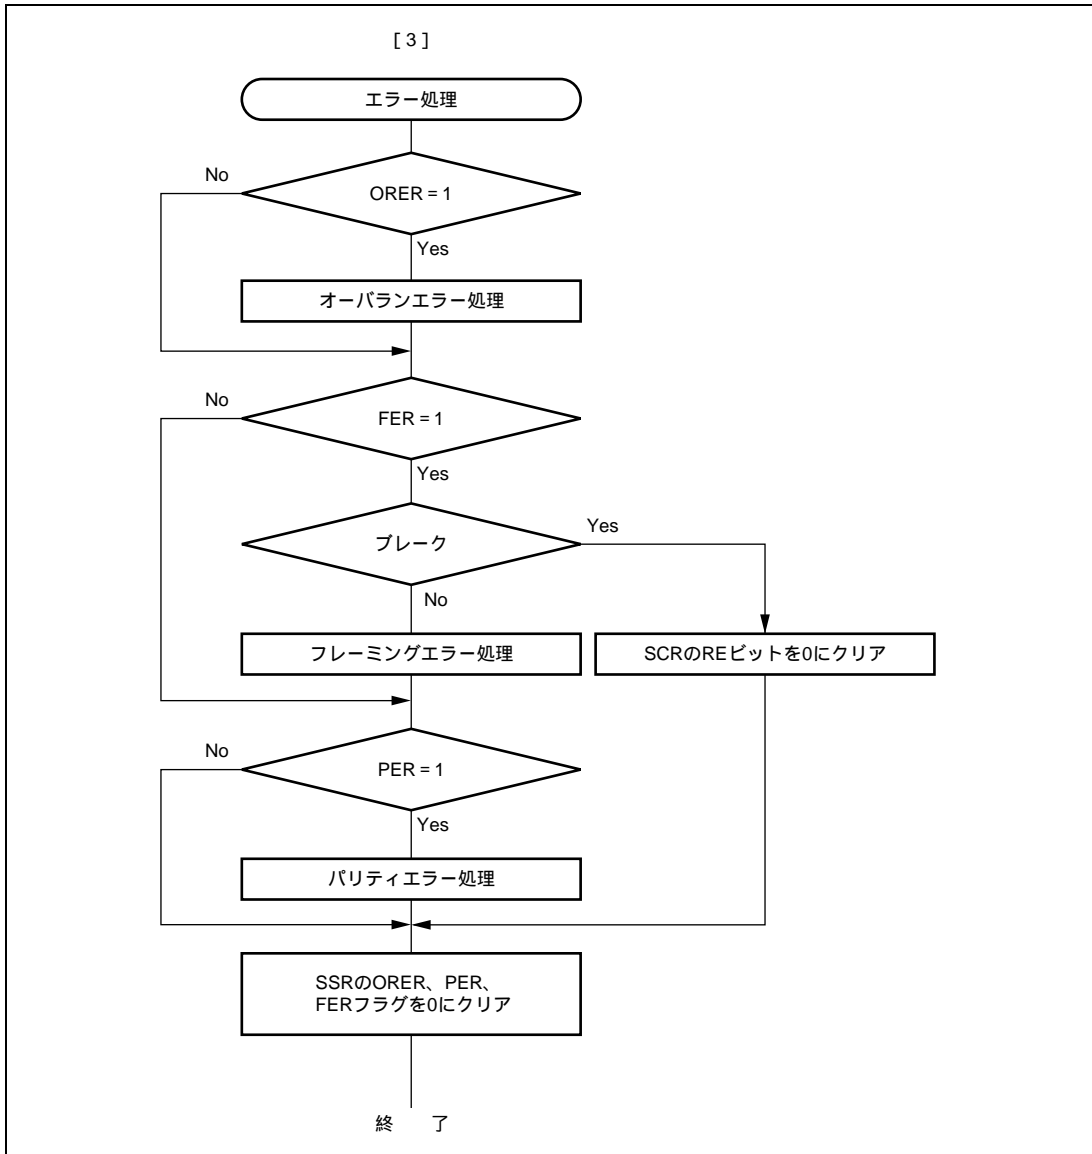 [ 3 ]
エラー処理
No
ORER = 1
Yes
オーバランエラー処理
No
FER = 1
Yes
ブレーク
Yes
No
フレーミングエラー処理
SCRのREビットを0にクリア
No
PER = 1
Yes
パリティエラー処理
SSRのORER、PER、
FERフラグを0にクリア
終 了